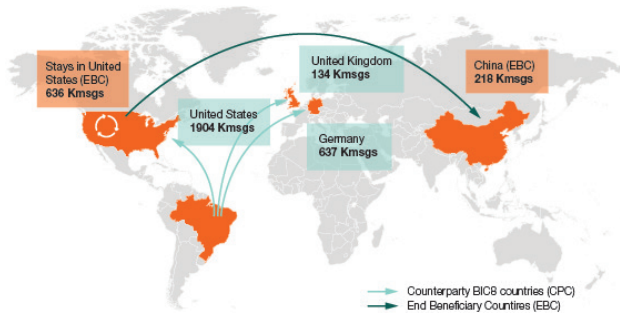 Stays in United
States (EBC)
636 Kmsgs
United States
1904 Kmsgs
United Kingdom
134 Kmsgs
Germany
637 Kmsgs
China (EBC)
218 Kmsgs
Counterparty BIC8 countries (CPC)
End Beneficiary Countires (EBC)